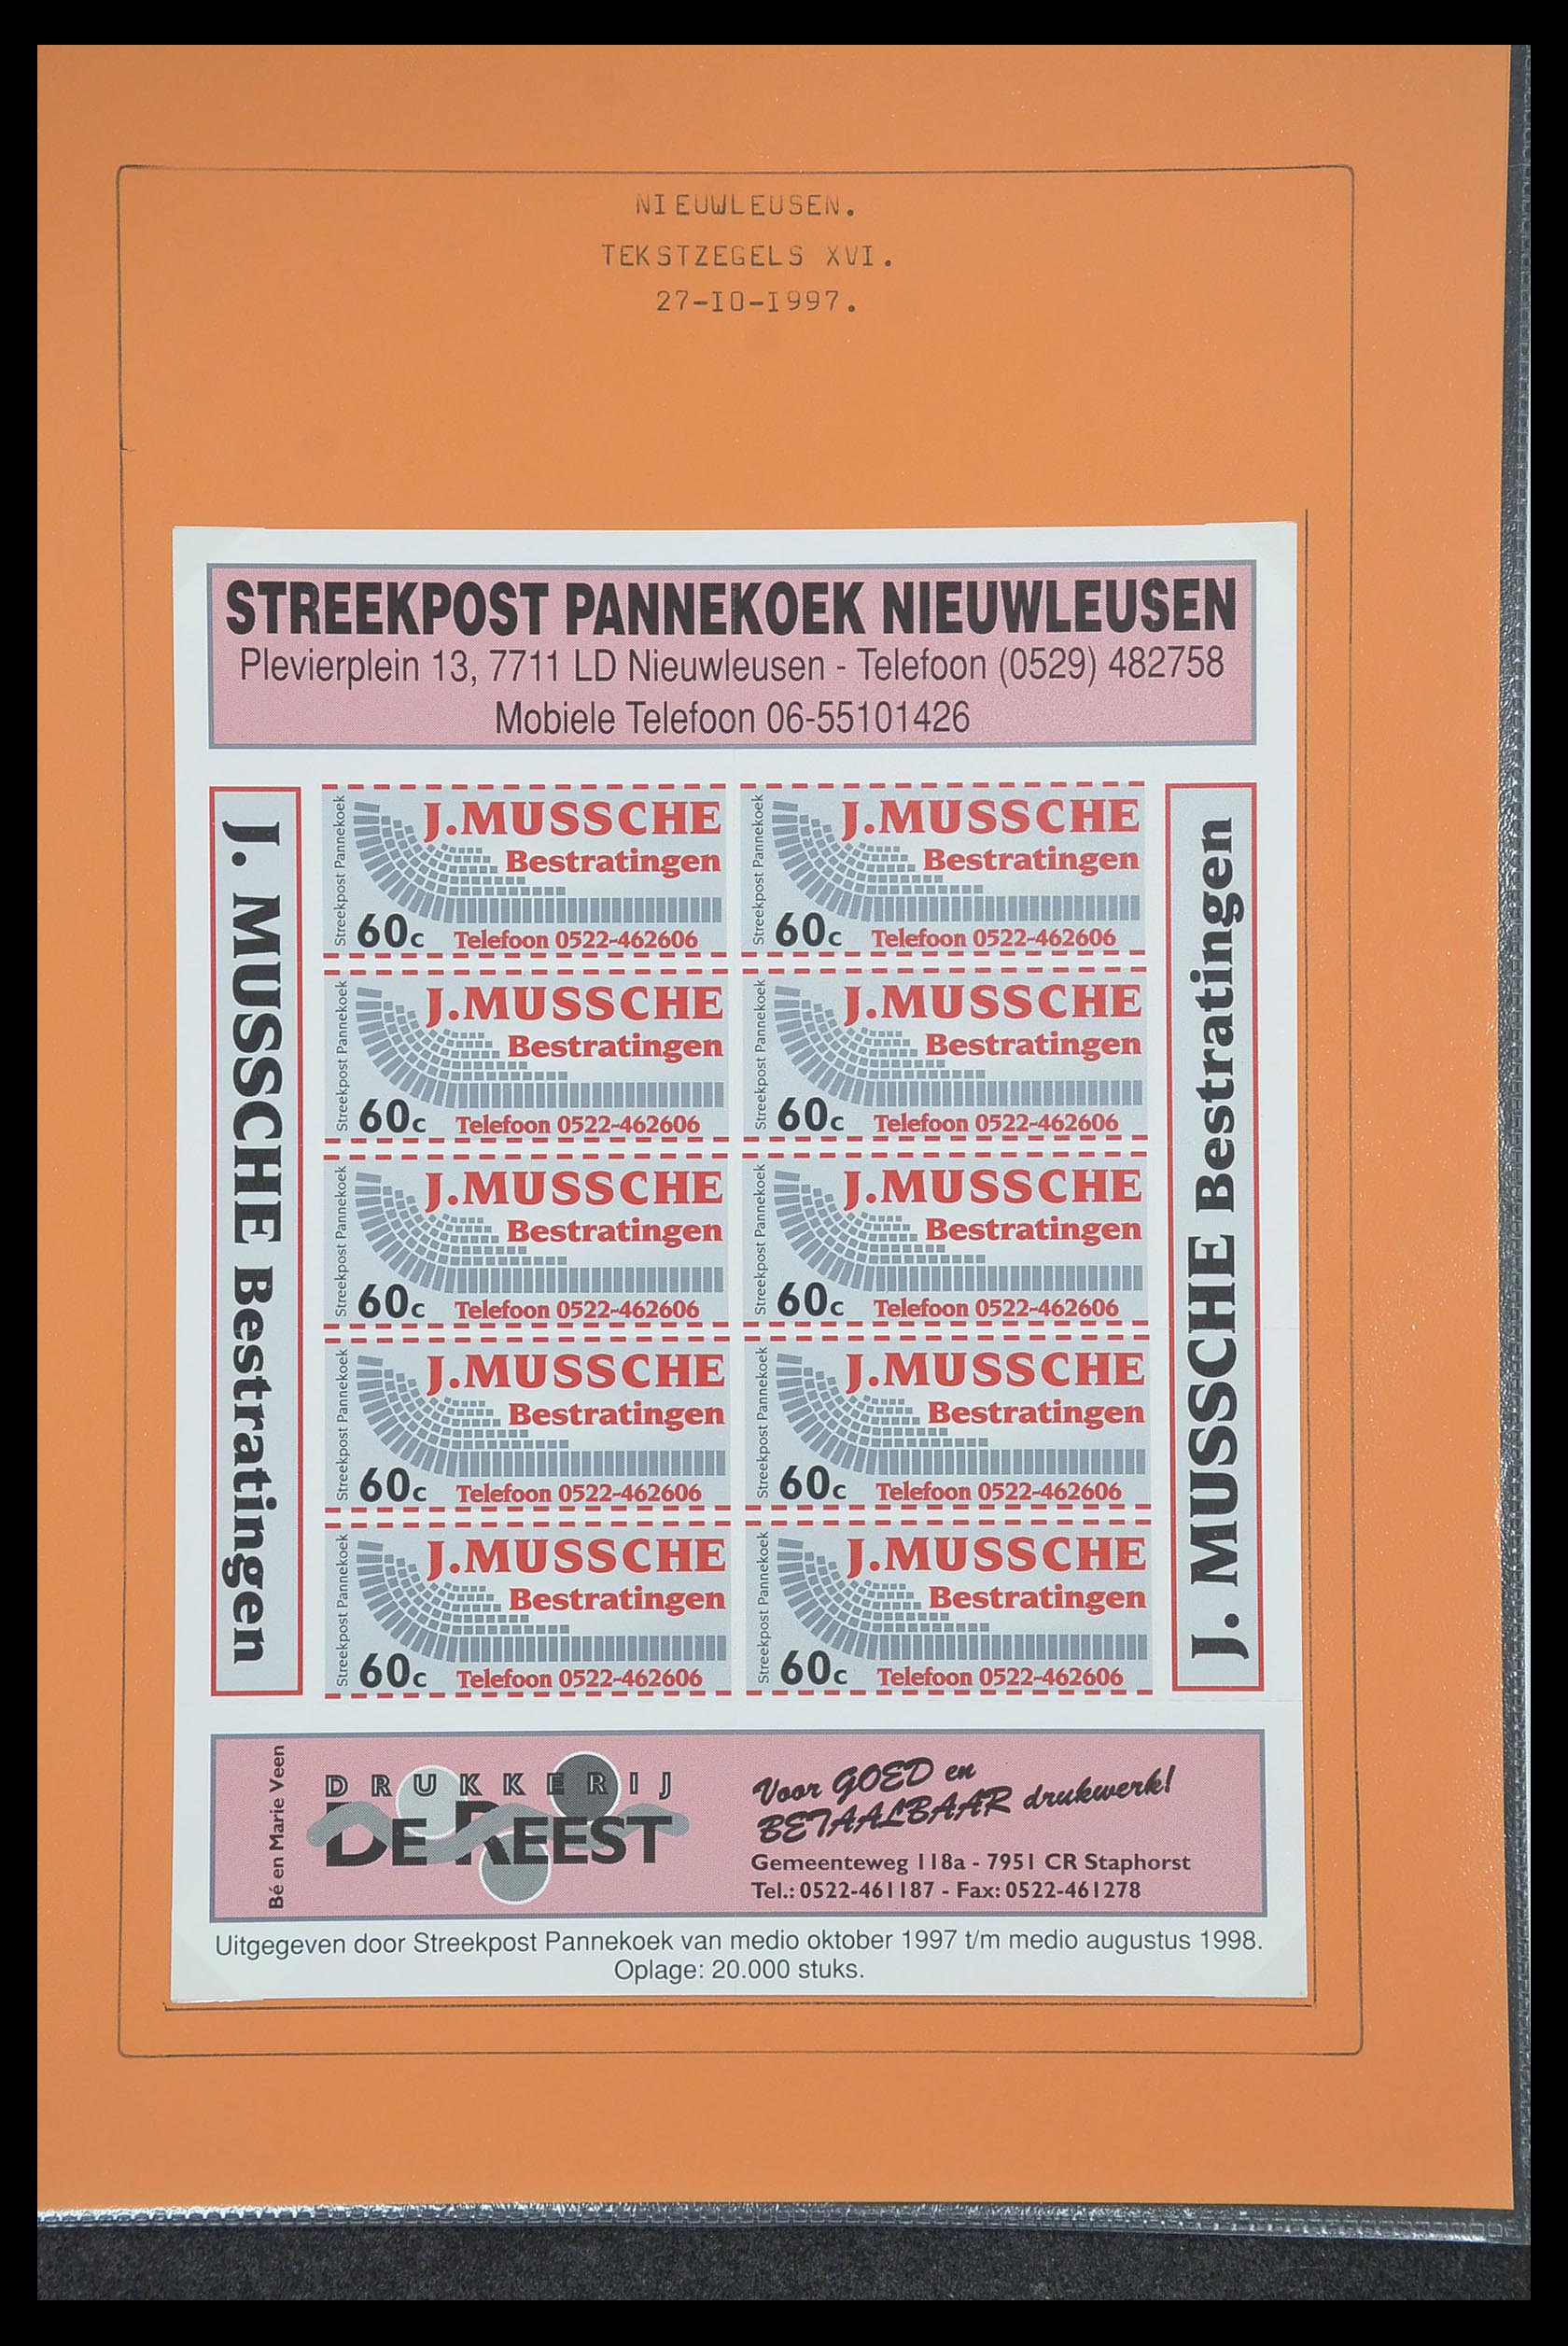 NIEUWLEUSEN.
TEKSTZEGELS XVI.
27-IO-I997.
STREEKPOST PANNEKOEK NIEUWLEUSEN
Plevierplein 13, 7711 LD Nieuwleusen - Telefoon (0529) 482758
Mobiele Telefoon 06-55101426
J. MUSSCHE Bestratingen
Streekpost Pannekoek
J.MUSSCHE
Bestratingen
60c
Telefoon 0522-462606
Streekpost Pannekoek
J.MUSSCHE
Bestratingen
60c
Telefoon 0522-462606
Streekpost Pannekoek
J.MUSSCHE
Bestratingen
60c
Telefoon 0522-462606
Streekpost Pannekoek
J.MUSSCHE
Bestratingen
60c
Telefoon 0522-462606
Streekpost Pannekoek
J.MUSSCHE
Bestratingen
60c
Telefoon 0522-462606
Streekpost Pannekoek
J.MUSSCHE
Bestratingen
60c
Telefoon 0522-462606
Streekpost Pannekoek
J.MUSSCHE
Bestratingen
60c
Telefoon 0522-462606
Streekpost Pannekoek
J.MUSSCHE
Bestratingen
60c
Telefoon 0522-462606
Streekpost Pannekoek
J.MUSSCHE
Bestratingen
60c
Telefoon 0522-462606
Streekpost Pannekoek
J.MUSSCHE
Bestratingen
60c
Telefoon 0522-462606
J. MUSSCHE Bestratingen
Bé en Marie Veen
DRUKKERIJ
DE REEST
Voor GOED en
BETAALBAAR drukwerk!
Gemeenteweg 118a - 7951 CR Staphorst
Tel.: 0522-461187 - Fax: 0522-461278
Uitgegeven door Streekpost Pannekoek van medio oktober 1997 t/m medio augustus 1998.
Oplage: 20.000 stuks.